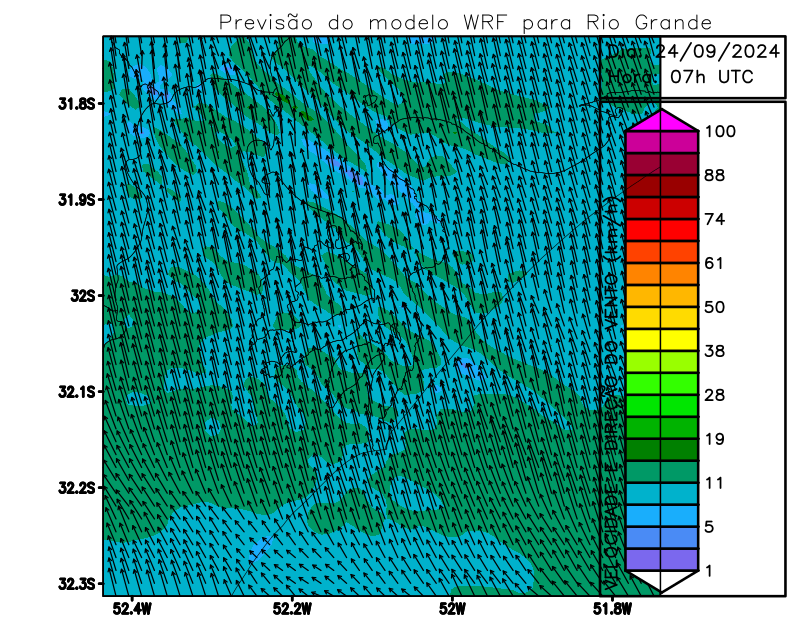 Previsão do modelo WRF para Rio Grande
Dia: 24/09/2024
Hora: 07h UTC
31.8S
31.9S
32S
32.1S
32.2S
32.3S
52.4W
52.2W
52W
51.8W
VELOCIDADE E DIREÇÃO DO VENTO (km/h)
100
88
74
61
50
38
28
19
11
5
1